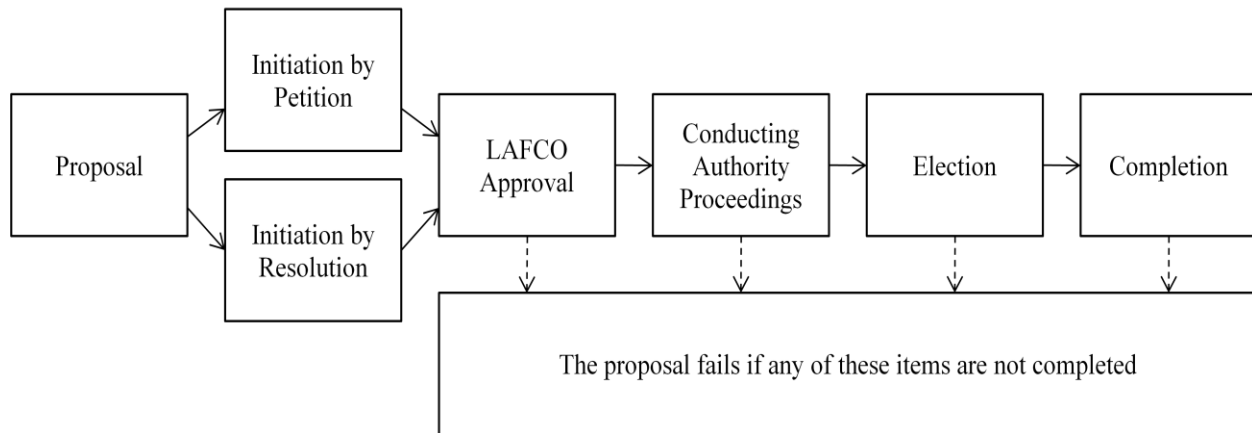 Proposal
Initiation by
Petition
Initiation by
Resolution
LAFCO
Approval
Conducting
Authority
Proceedings
Election
Completion
The proposal fails if any of these items are not completed